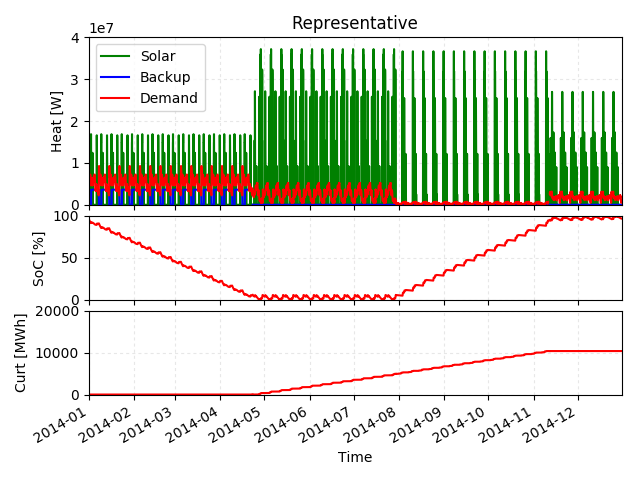 Representative
1e7
4
3
2
1
0
Heat [W]
Solar
Backup
Demand
100
50
0
SoC [%]
20000
10000
0
Curt [MWh]
2014-01
2014-02
2014-03
2014-04
2014-05
2014-06
2014-07
2014-08
2014-09
2014-10
2014-11
2014-12
Time